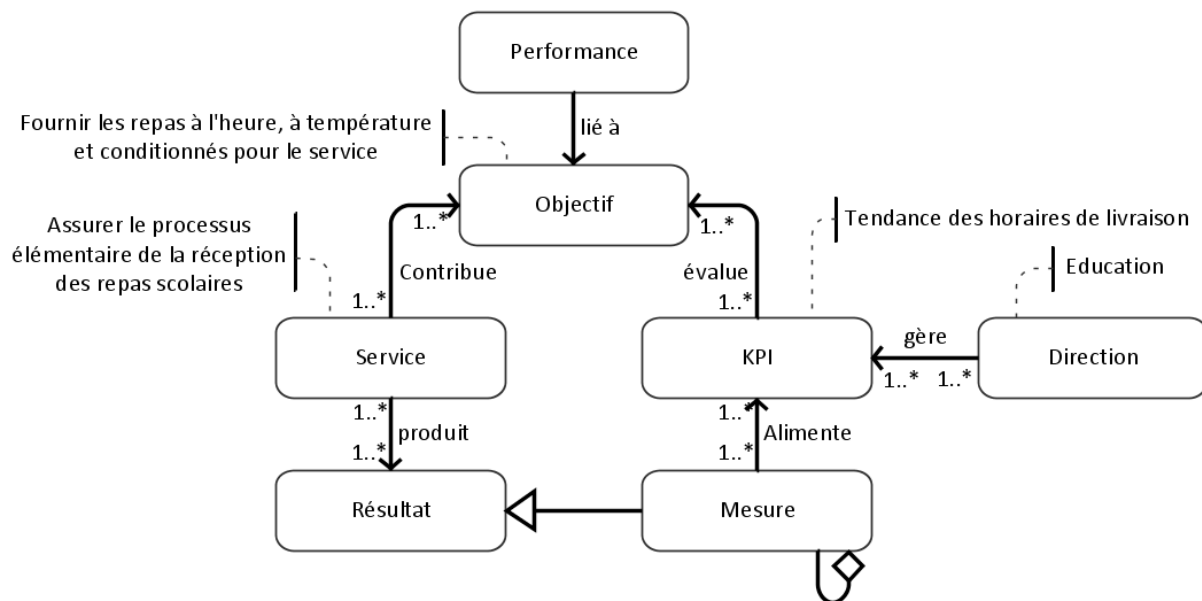 Performance
lié à
Fournir les repas à l'heure, à température
et conditionnés pour le service
Objectif
1..*
1..*
Assurer le processus
élémentaire de la réception
des repas scolaires
Tendance des horaires de livraison
Contribue
évalue
Education
1..*
1..*
Service
KPI
gère
Direction
1..*
1..*
1..*
1..*
produit
Alimente
1..*
1..*
Résultat
Mesure